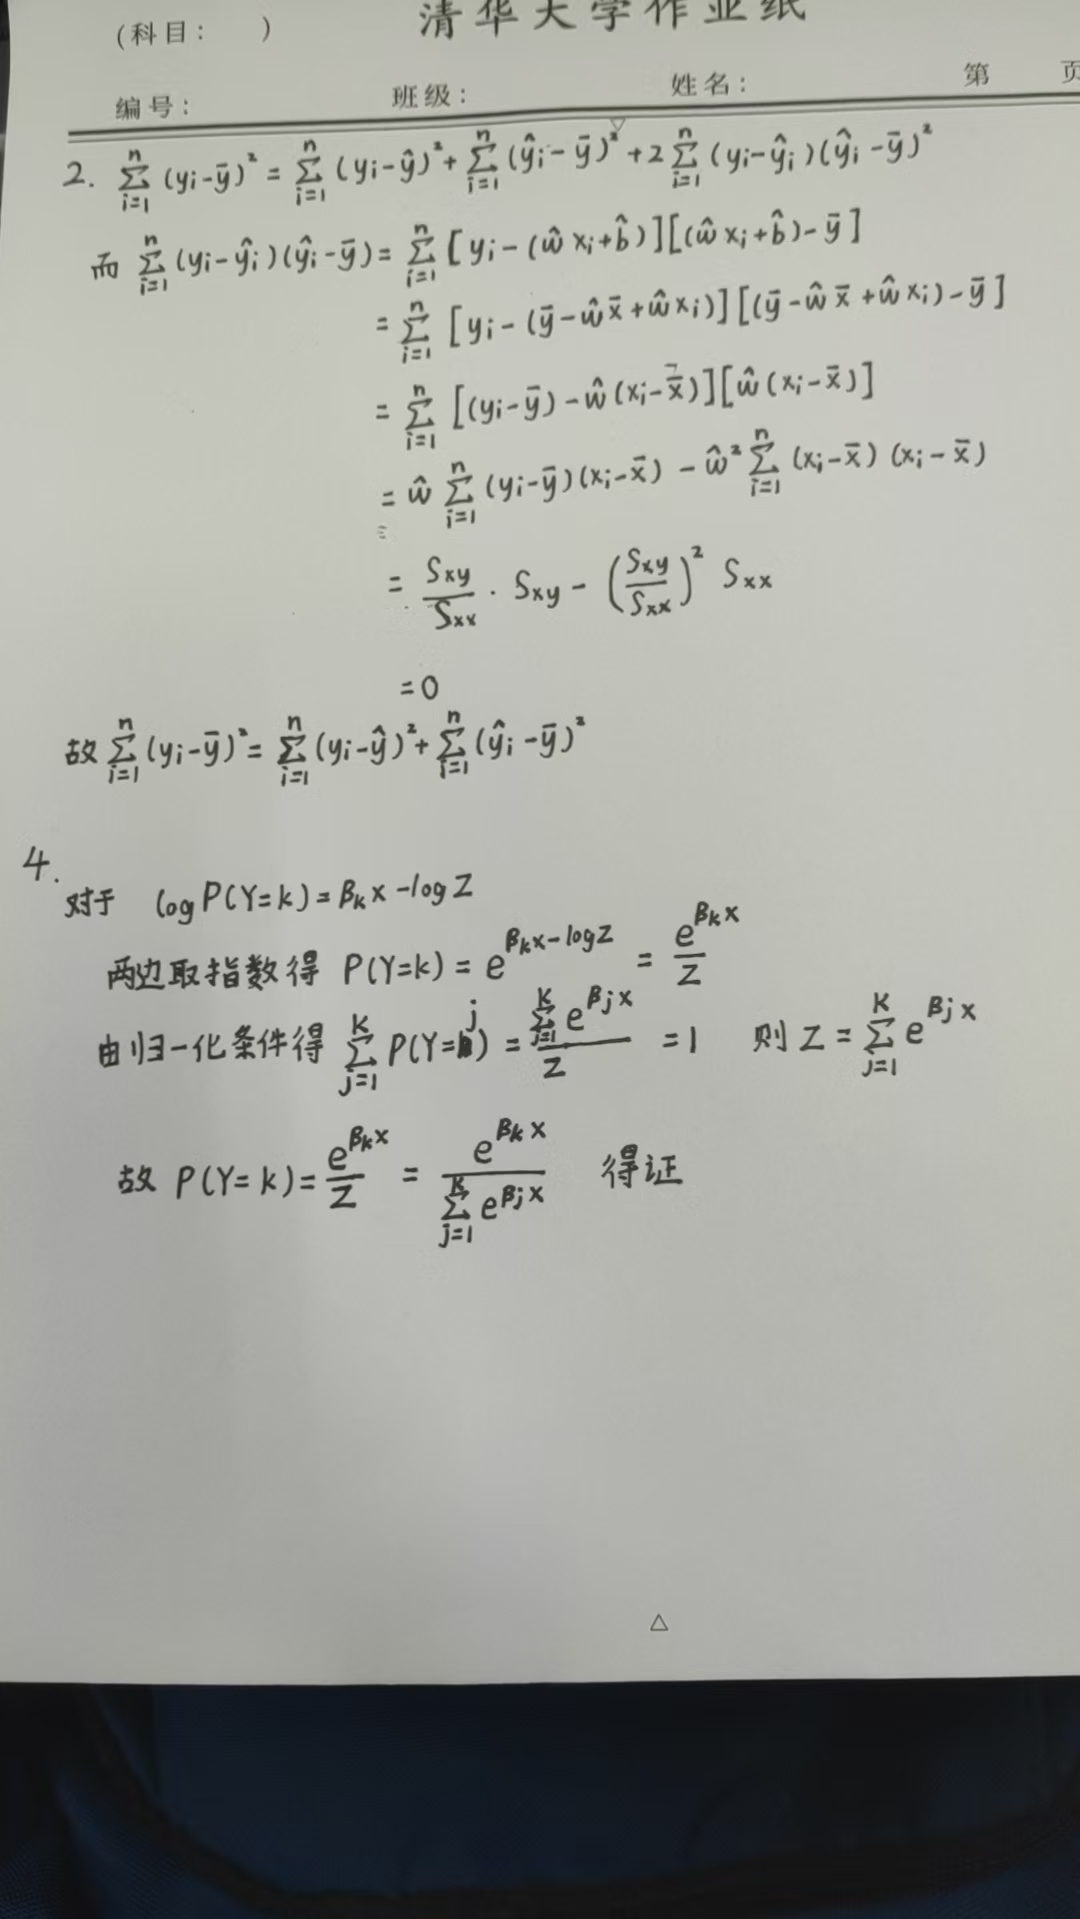 清华大学作业纸
(科目： )
编号： 班级： 姓名： 第 页
2. $\sum_{i=1}^{n}(y_i-\bar{y})^2=\sum_{i=1}^{n}(y_i-\hat{y})^2+\sum_{i=1}^{n}(\hat{y}_i-\bar{y})^2+2\sum_{i=1}^{n}(y_i-\hat{y}_i)(\hat{y}_i-\bar{y})^2$
而 $\sum_{i=1}^{n}(y_i-\hat{y}_i)(\hat{y}_i-\bar{y})=\sum_{i=1}^{n}[y_i-(\hat{w}x_i+\hat{b})][(\hat{w}x_i+\hat{b})-\bar{y}]$
$=\sum_{i=1}^{n}[y_i-(\bar{y}-\hat{w}\bar{x}+\hat{w}x_i)][(\bar{y}-\hat{w}\bar{x}+\hat{w}x_i)-\bar{y}]$
$=\sum_{i=1}^{n}[(y_i-\bar{y})-\hat{w}(x_i-\bar{x})][\hat{w}(x_i-\bar{x})]$
$=\hat{w}\sum_{i=1}^{n}(y_i-\bar{y})(x_i-\bar{x})-\hat{w}^2\sum_{i=1}^{n}(x_i-\bar{x})(x_i-\bar{x})$
$=\frac{S_{xy}}{S_{xx}}\cdot S_{xy}-\left(\frac{S_{xy}}{S_{xx}}\right)^2 S_{xx}$
$=0$
故 $\sum_{i=1}^{n}(y_i-\bar{y})^2=\sum_{i=1}^{n}(y_i-\hat{y})^2+\sum_{i=1}^{n}(\hat{y}_i-\bar{y})^2$
4.
对于 $\log P(Y=k)=\beta_k x-\log Z$
两边取指数得 $P(Y=k)=e^{\beta_k x-\log Z}=\frac{e^{\beta_k x}}{Z}$
由归一化条件得 $\sum_{j=1}^{K}P(Y=j)=\frac{\sum_{j=1}^{K}e^{\beta_j x}}{Z}=1$ 则 $Z=\sum_{j=1}^{K}e^{\beta_j x}$
故 $P(Y=k)=\frac{e^{\beta_k x}}{Z}=\frac{e^{\beta_k x}}{\sum_{j=1}^{K}e^{\beta_j x}}$ 得证